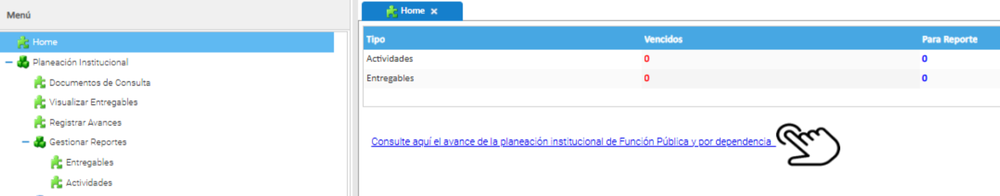 Menú
Home
Planeación Institucional
Documentos de Consulta
Visualizar Entregables
Registrar Avances
Gestionar Reportes
Entregables
Actividades
Home x
Tipo Vencidos Para Reporte
Actividades 0 0
Entregables 0 0
Consulte aquí el avance de la planeación institucional de Función Pública y por dependencia